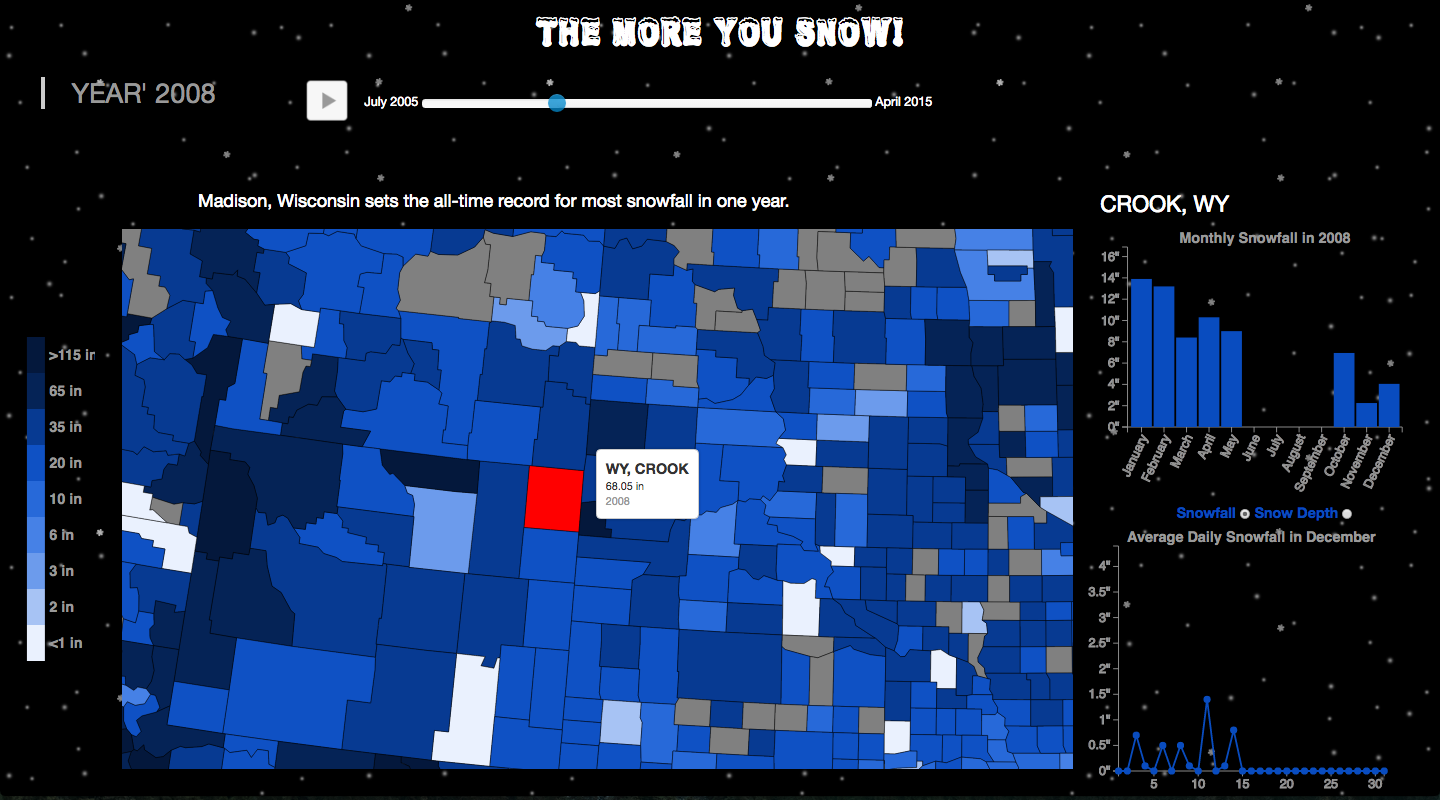 THE MORE YOU SNOW!
YEAR' 2008
July 2005
April 2015
Madison, Wisconsin sets the all-time record for most snowfall in one year.
>115 in
65 in
35 in
20 in
10 in
6 in
3 in
2 in
<1 in
WY, CROOK
68.05 in
2008
CROOK, WY
Monthly Snowfall in 2008
16"
14"
12"
10"
8"
6"
4"
2"
0"
January
February
March
April
May
June
July
August
September
October
November
December
Snowfall Snow Depth
Average Daily Snowfall in December
4"
3.5"
3"
2.5"
2"
1.5"
1"
0.5"
0"
5 10 15 20 25 30